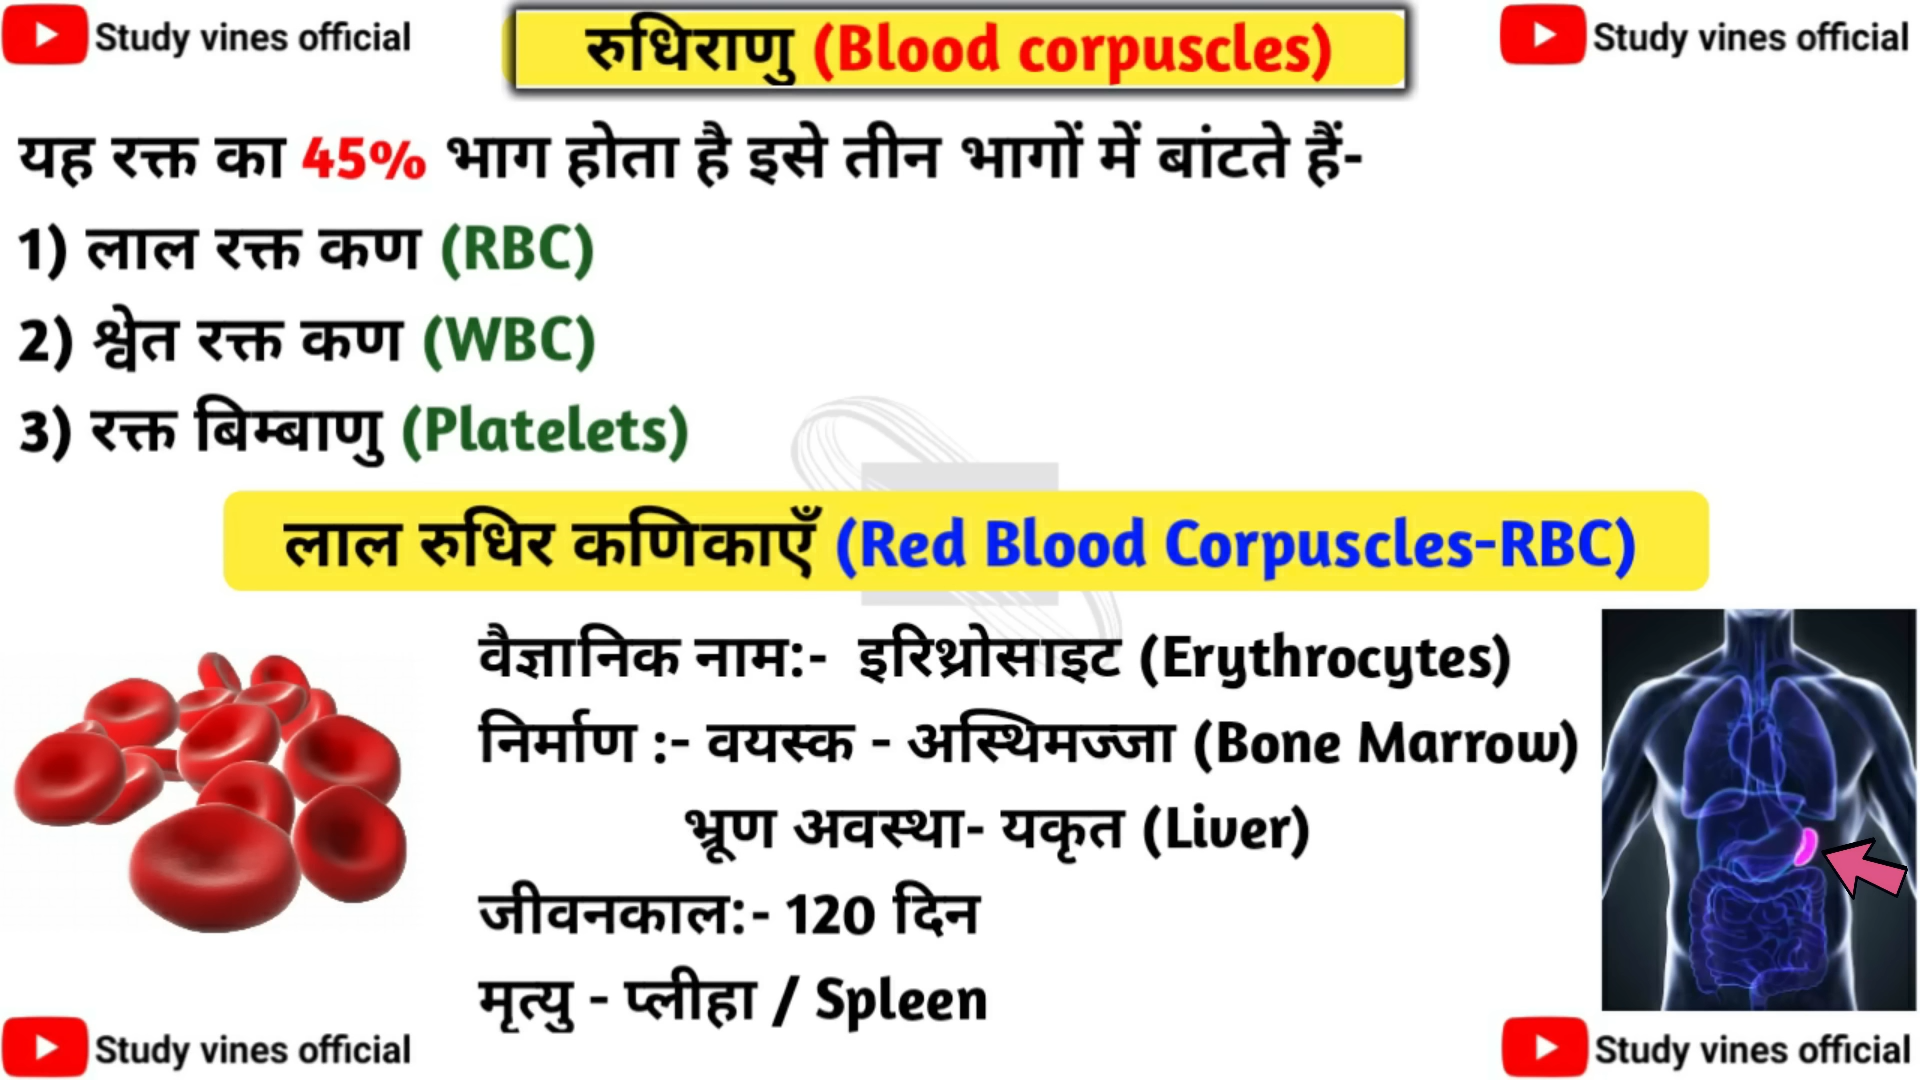 Study vines official
रुधिराणु (Blood corpuscles)
Study vines official
यह रक्त का 45% भाग होता है इसे तीन भागों में बांटते हैं-
1) लाल रक्त कण (RBC)
2) श्वेत रक्त कण (WBC)
3) रक्त बिम्बाणु (Platelets)
लाल रुधिर कणिकाएँ (Red Blood Corpuscles-RBC)
वैज्ञानिक नाम:- इरिथ्रोसाइट (Erythrocytes)
निर्माण :- वयस्क - अस्थिमज्जा (Bone Marrow)
भ्रूण अवस्था- यकृत (Liver)
जीवनकाल:- 120 दिन
मृत्यु - प्लीहा / Spleen
Study vines official
Study vines official